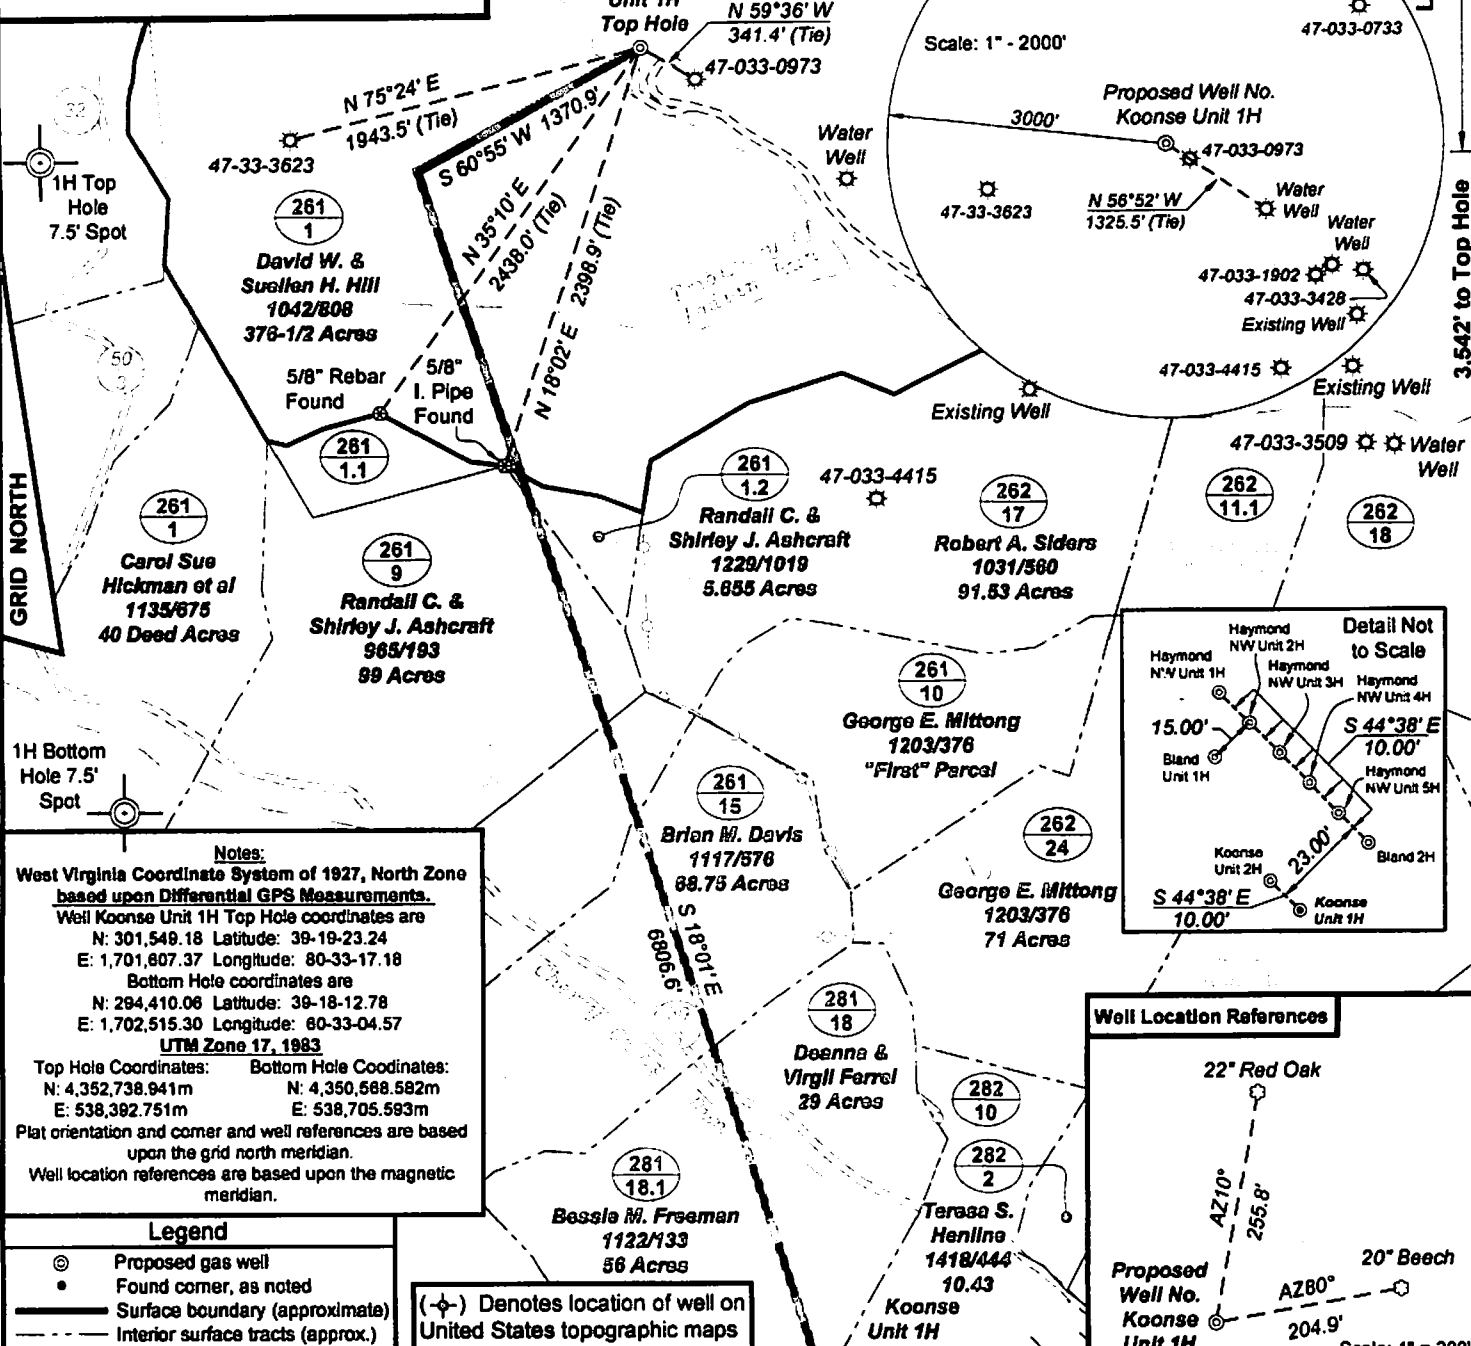 Unit 1H
Top Hole
N 59°36' W
341.4' (Tie)
47-033-0973
N 75°24' E
1943.5' (Tie)
47-33-3623
S 60°55' W 1370.9'
N 35°10' E
2438.0' (Tie)
N 18°02' E 2398.9' (Tie)
32
1H Top
Hole
7.5' Spot
261
1
David W. &
Suellen H. Hill
1042/808
376-1/2 Acres
50
5/8" Rebar
Found
5/8"
I. Pipe
Found
Water
Well
Scale: 1" - 2000'
47-033-0733
Proposed Well No.
Koonse Unit 1H
3000'
47-033-0973
47-33-3623
N 56°52' W
1325.5' (Tie)
Water
Well
Water
Well
47-033-1902
47-033-3428
Existing Well
47-033-4415
Existing Well
Existing Well
47-033-3509
Water
Well
3,542' to Top Hole
GRID NORTH
261
1.1
261
1
Carol Sue
Hickman et al
1135/675
40 Deed Acres
261
9
Randall C. &
Shirley J. Ashcraft
965/193
99 Acres
261
1.2
Randall C. &
Shirley J. Ashcraft
1229/1019
5.655 Acres
47-033-4415
262
17
Robert A. Siders
1031/560
91.53 Acres
262
11.1
262
18
261
10
George E. Mittong
1203/376
"First" Parcel
Detail Not
to Scale
Haymond
NW Unit 2H
Haymond
NW Unit 1H
Haymond
NW Unit 3H
Haymond
NW Unit 4H
15.00'
S 44°38' E
10.00'
Bland
Unit 1H
Haymond
NW Unit 5H
23.00'
Bland 2H
Koonse
Unit 2H
S 44°38' E
10.00'
Koonse
Unit 1H
1H Bottom
Hole 7.5'
Spot
261
15
Brian M. Davis
1117/576
68.75 Acres
262
24
George E. Mittong
1203/376
71 Acres
S 18°01' E
6806.6'
Notes:
West Virginia Coordinate System of 1927, North Zone
based upon Differential GPS Measurements.
Well Koonse Unit 1H Top Hole coordinates are
N: 301,549.18 Latitude: 39-19-23.24
E: 1,701,607.37 Longitude: 80-33-17.18
Bottom Hole coordinates are
N: 294,410.06 Latitude: 39-18-12.78
E: 1,702,515.30 Longitude: 80-33-04.57
UTM Zone 17, 1983
Top Hole Coordinates: Bottom Hole Coodinates:
N: 4,352,738.941m N: 4,350,568.582m
E: 538,392.751m E: 538,705.593m
Plat orientation and corner and well references are based
upon the grid north meridian.
Well location references are based upon the magnetic
meridian.
281
18
Deanna &
Virgil Ferrel
29 Acres
282
10
282
2
Teresa S.
Henline
1418/444
10.43
281
18.1
Bessie M. Freeman
1122/133
56 Acres
Koonse
Unit 1H
Well Location References
22" Red Oak
AZ10°
255.8'
20" Beech
AZ80°
204.9'
Proposed
Well No.
Koonse
Unit 1H
Legend
Proposed gas well
Found corner, as noted
Surface boundary (approximate)
Interior surface tracts (approx.)
( ) Denotes location of well on
United States topographic maps